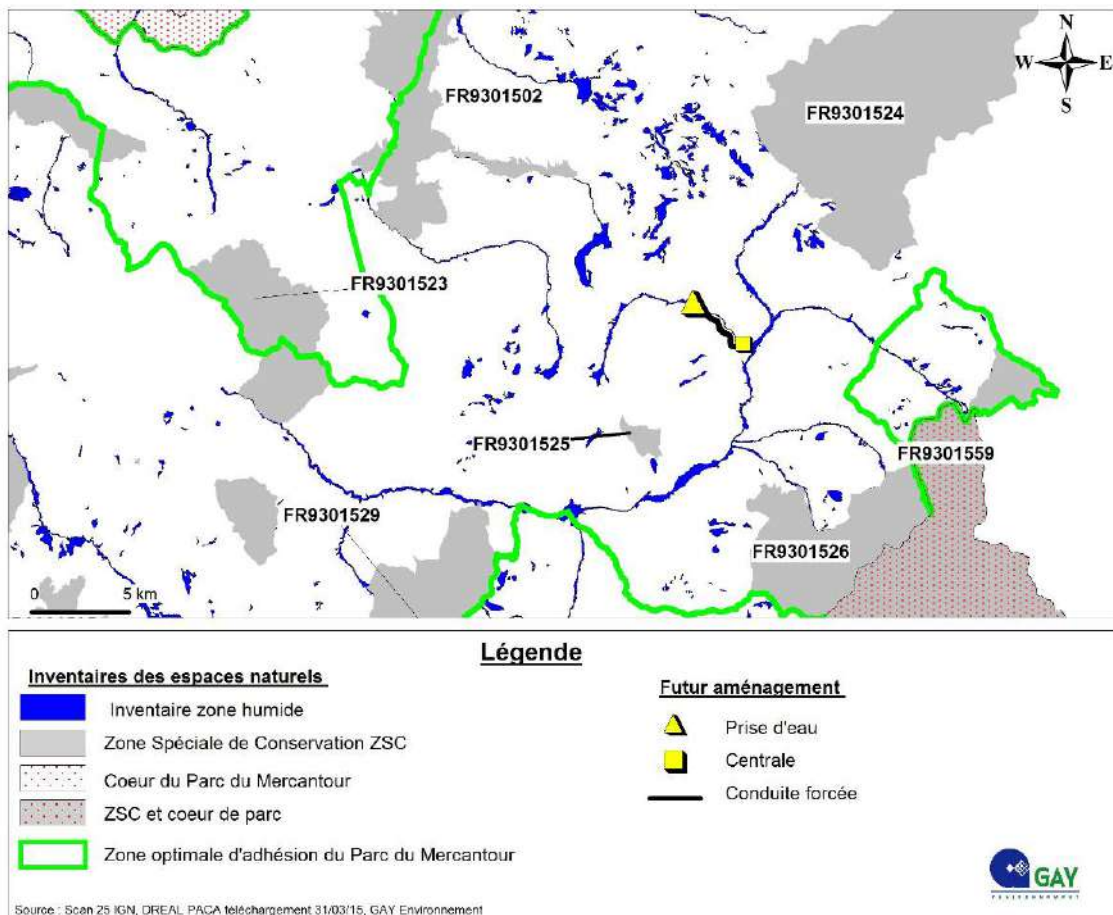 N
W E
S
FR9301502
FR9301524
FR9301523
FR9301525
FR9301559
FR9301529
FR9301526
0 5 km
Légende
Inventaires des espaces naturels
Inventaire zone humide
Zone Spéciale de Conservation ZSC
Coeur du Parc du Mercantour
ZSC et coeur de parc
Zone optimale d'adhésion du Parc du Mercantour
Futur aménagement
Prise d'eau
Centrale
Conduite forcée
GAY
ENVIRONNEMENT
Source : Scan 25 IGN, DREAL PACA téléchargement 31/03/15, GAY Environnement